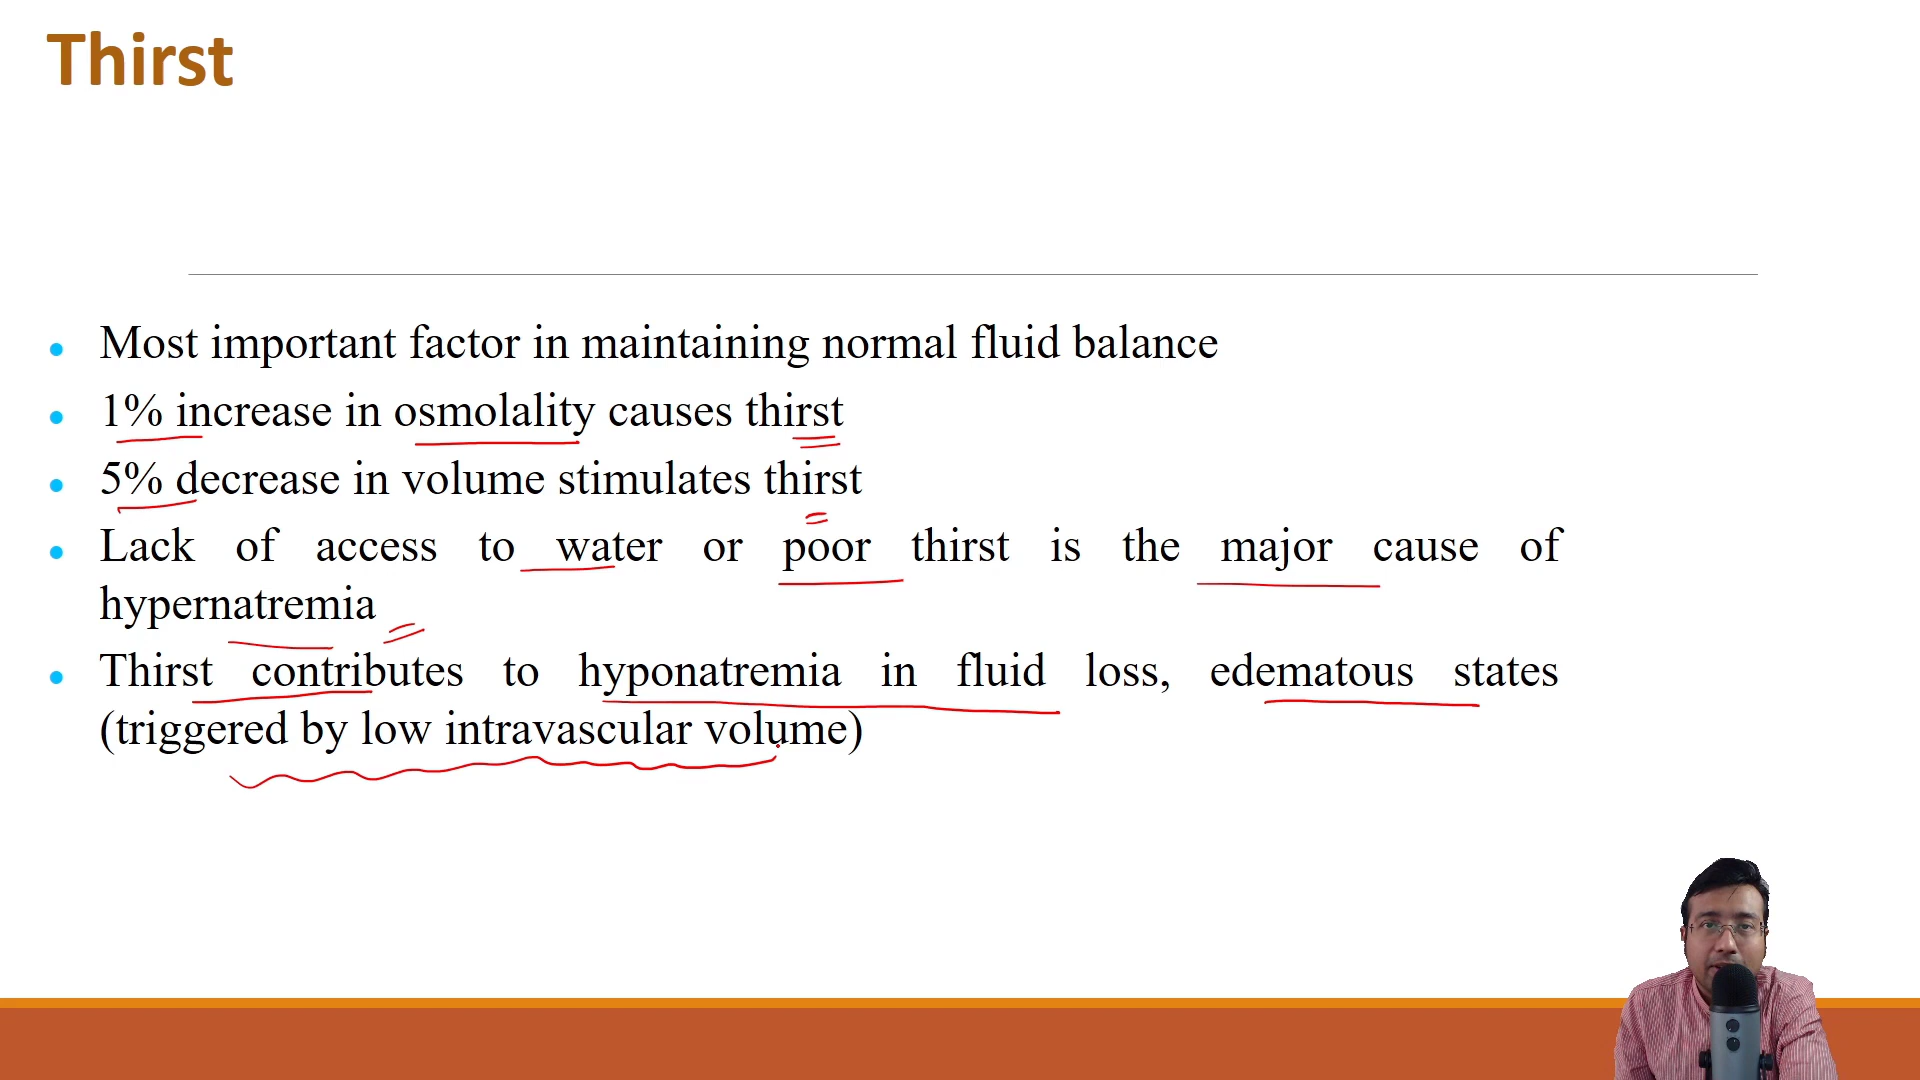 Thirst
Most important factor in maintaining normal fluid balance
1% increase in osmolality causes thirst
5% decrease in volume stimulates thirst
Lack of access to water or poor thirst is the major cause of
hypernatremia
Thirst contributes to hyponatremia in fluid loss, edematous states
(triggered by low intravascular volume)